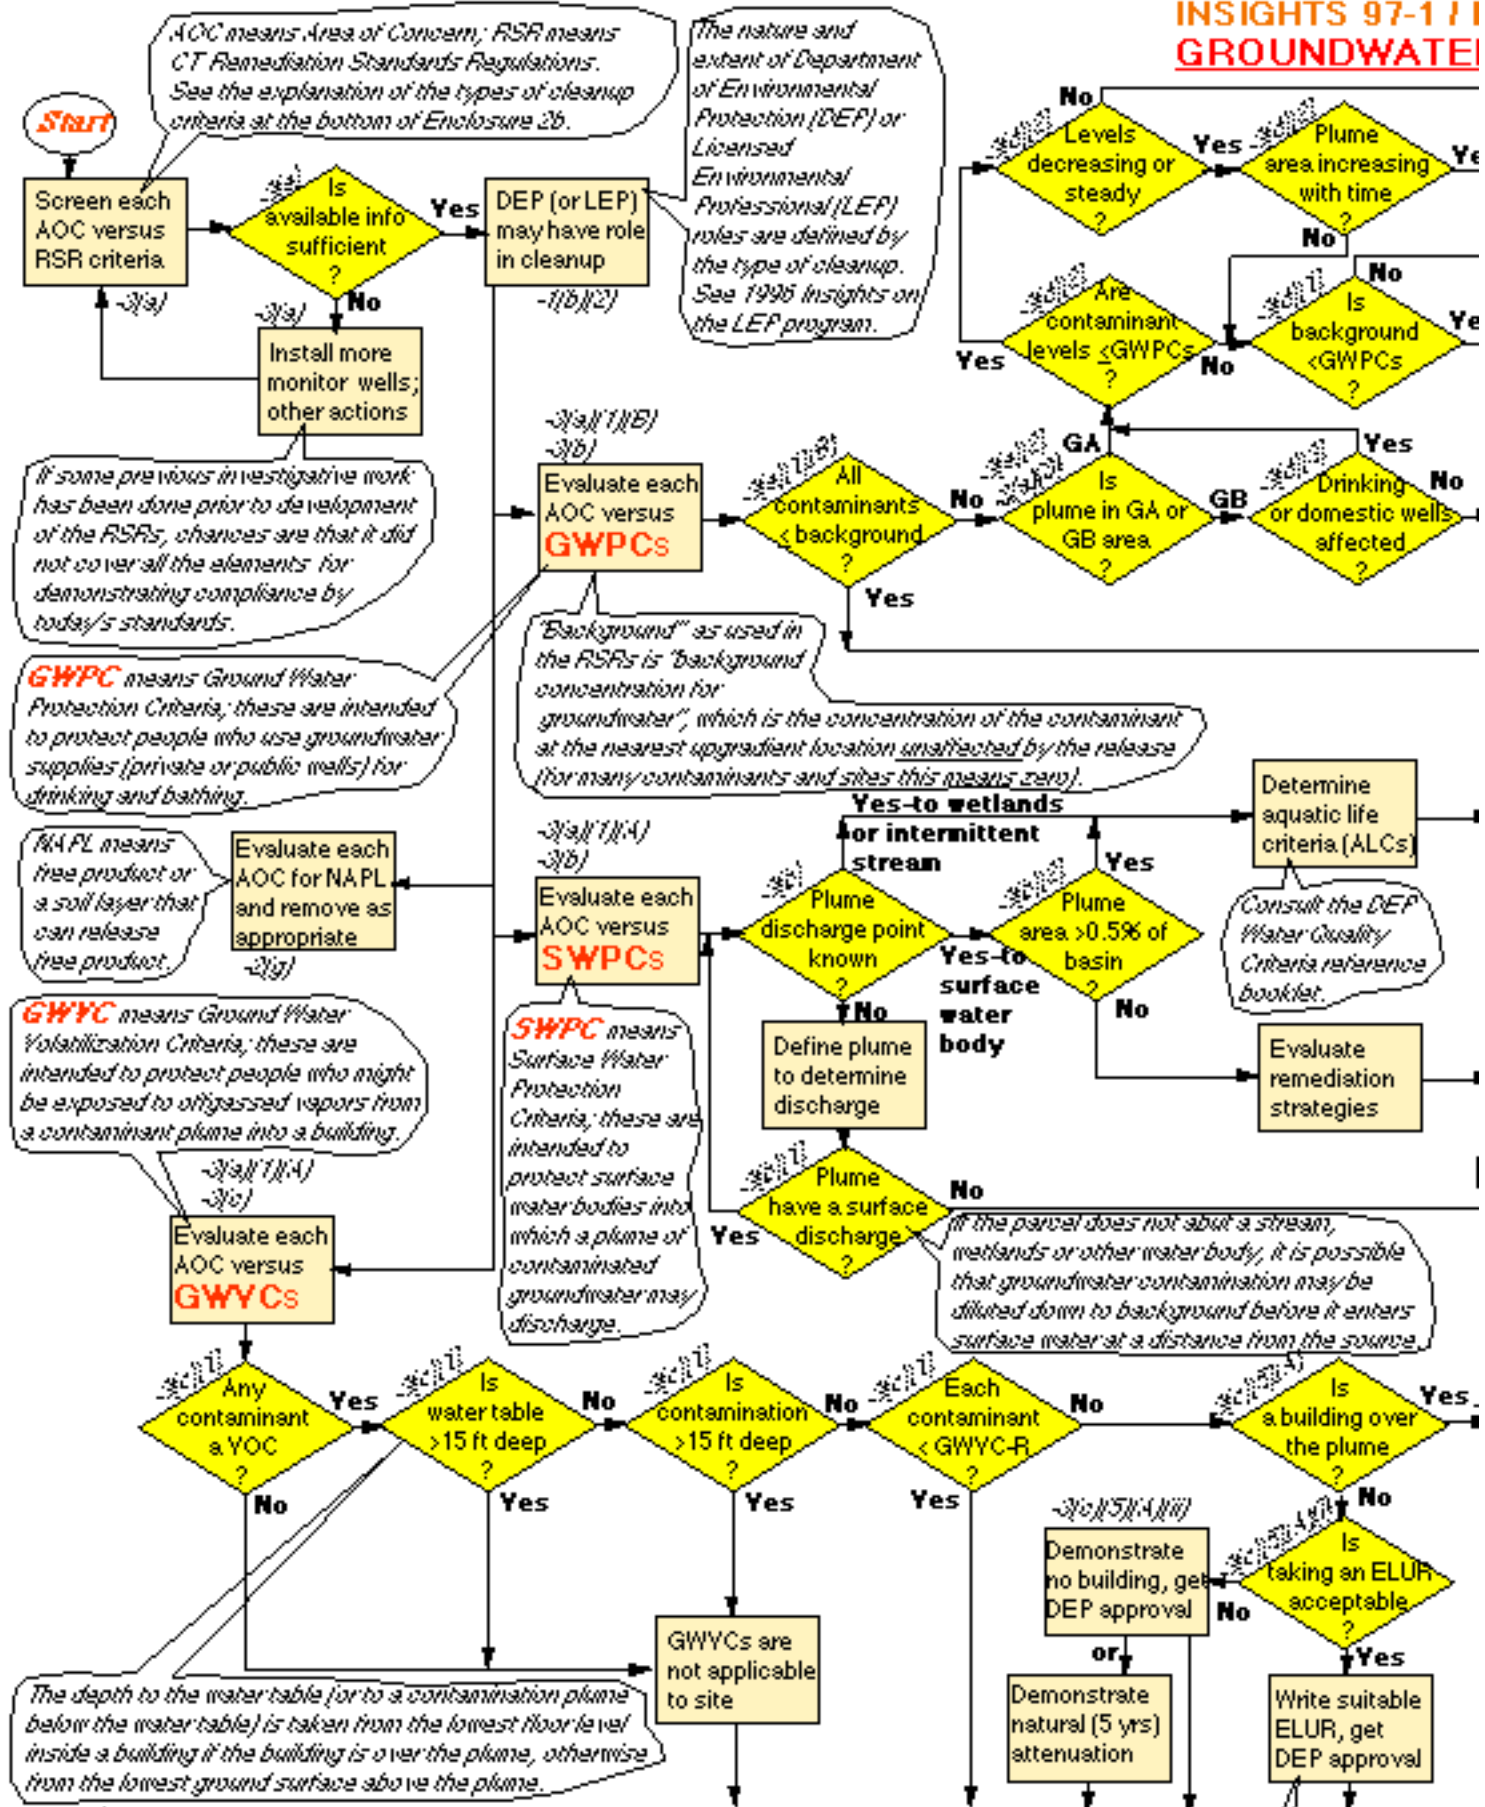 INSIGHTS 97-1 /
GROUNDWATE
AOC means Area of Concern; RSR means
CT Remediation Standards Regulations.
See the explanation of the types of cleanup
criteria at the bottom of Enclosure 2b.
The nature and
extent of Department
of Environmental
Protection (DEP) or
Licensed
Environmental
Professional (LEP)
roles are defined by
the type of cleanup.
See 1996 Insights on
the LEP program.
Start
Screen each
AOC versus
RSR criteria
-3(a)
Is
available info
sufficient
?
Yes
No
DEP (or LEP)
may have role
in cleanup
-1(b)(2)
-3(a)
Install more
monitor wells;
other actions
If some previous investigative work
has been done prior to development
of the RSRs, chances are that it did
not cover all the elements for
demonstrating compliance by
today's standards.
No
Levels
decreasing or
steady
?
Yes
Plume
area increasing
with time
?
Ye
No
Are
contaminant
levels <GWPCs
?
Yes
No
Is
background
<GWPCs
?
No
Ye
-3(a)(1)(B)
-3(b)
Evaluate each
AOC versus
GWPCs
All
contaminants
< background
?
No
Yes
Is
plume in GA or
GB area
?
GA
GB
Drinking
or domestic wells
affected
?
Yes
No
GWPC means Ground Water
Protection Criteria; these are intended
to protect people who use groundwater
supplies (private or public wells) for
drinking and bathing.
"Background" as used in
the RSRs is "background
concentration for
groundwater", which is the concentration of the contaminant
at the nearest upgradient location unaffected by the release
(for many contaminants and sites this means zero).
NAPL means
free product or
a soil layer that
can release
free product.
Evaluate each
AOC for NAPL
and remove as
appropriate
-2(g)
-3(a)(1)(A)
-3(b)
Evaluate each
AOC versus
SWPCs
Plume
discharge point
known
?
Yes-to wetlands
or intermittent
stream
Yes-to
surface
water
body
No
Plume
area >0.5% of
basin
?
Yes
No
Determine
aquatic life
criteria (ALCs)
Consult the DEP
Water Quality
Criteria reference
booklet.
Define plume
to determine
discharge
Evaluate
remediation
strategies
Plume
have a surface
discharge
?
Yes
No
If the parcel does not abut a stream,
wetlands or other water body, it is possible
that groundwater contamination may be
diluted down to background before it enters
surface water at a distance from the source
SWPC means
Surface Water
Protection
Criteria; these are
intended to
protect surface
water bodies into
which a plume of
contaminated
groundwater may
discharge.
GWVC means Ground Water
Volatilization Criteria; these are
intended to protect people who might
be exposed to offgassed vapors from
a contaminant plume into a building.
-3(a)(1)(A)
-3(c)
Evaluate each
AOC versus
GWVCs
Any
contaminant
a VOC
?
Yes
No
Is
water table
>15 ft deep
?
No
Yes
Is
contamination
>15 ft deep
?
No
Yes
Each
contaminant
< GWVC-R
?
No
Yes
Is
a building over
the plume
?
Yes
No
-3(c)(5)(A)(ii)
Demonstrate
no building, get
DEP approval
Is
taking an ELUR
acceptable
?
No
Yes
or
Demonstrate
natural (5 yrs)
attenuation
Write suitable
ELUR, get
DEP approval
GWVCs are
not applicable
to site
The depth to the water table (or to a contamination plume
below the water table) is taken from the lowest floor level
inside a building if the building is over the plume, otherwise
from the lowest ground surface above the plume.